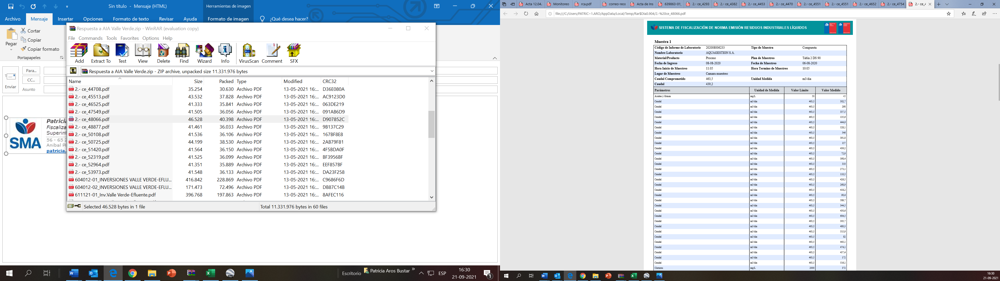 Sin título - Mensaje (HTML)
Herramientas de imagen
Archivo Mensaje Insertar Opciones Formato de texto Revisar Ayuda Formato de imagen ¿Qué desea hacer?
Pegar
Cortar
Copiar
Copiar formato
Portapapeles
Enviar
Para...
CC...
Asunto
SMA
Patricia
Fiscaliza
Superint
56 - 65 2
Anibal Pi
patricia.
Respuesta a AIA Valle Verde.zip - WinRAR (evaluation copy)
File Commands Tools Favorites Options Help
Add Extract To Test View Delete Find Wizard Info VirusScan Comment SFX
Respuesta a AIA Valle Verde.zip - ZIP archive, unpacked size 11.331.976 bytes
Name Size Packed Type Modified CRC32
2.- ce_44708.pdf 35.254 30.630 Archivo PDF 13-05-2021 16:... D36E080A
2.- ce_45513.pdf 43.532 37.828 Archivo PDF 13-05-2021 16:... AC9123D0
2.- ce_46525.pdf 41.333 35.841 Archivo PDF 13-05-2021 16:... 063DE219
2.- ce_47549.pdf 41.505 36.056 Archivo PDF 13-05-2021 16:... 091AB6D9
2.- ce_48066.pdf 46.528 40.398 Archivo PDF 13-05-2021 16:... D907852C
2.- ce_48877.pdf 41.461 36.033 Archivo PDF 13-05-2021 16:... 9B137C29
2.- ce_50108.pdf 41.536 36.106 Archivo PDF 13-05-2021 16:... 167BF8E8
2.- ce_50725.pdf 44.199 38.530 Archivo PDF 13-05-2021 16:... 2AB79F81
2.- ce_51420.pdf 41.564 36.150 Archivo PDF 13-05-2021 16:... 4F5BDA0F
2.- ce_52319.pdf 41.525 36.099 Archivo PDF 13-05-2021 16:... BF3956BF
2.- ce_52964.pdf 41.351 35.889 Archivo PDF 13-05-2021 16:... EEF857BF
2.- ce_53973.pdf 41.548 36.133 Archivo PDF 13-05-2021 16:... DA23F258
604012-01_INVERSIONES VALLE VERDE-EFLU... 416.842 228.869 Archivo PDF 13-05-2021 16:... C9686F6D
604012-02_INVERSIONES VALLE VERDE-EFLU... 171.473 72.496 Archivo PDF 13-05-2021 16:... DB87C14B
611121-01_Inv.Valle Verde-Efluente.pdf 396.768 197.863 Archivo PDF 13-05-2021 16:... 8AFEC116
Selected 46.528 bytes in 1 file Total 11.331.976 bytes in 60 files
Escritorio Patricia Aros Bustar » ESP 16:30
21-09-2021
Acta 12.04. Monitoreo rca.pdf correo-rece Acta de Ins 639863-01_ 2.- ce_4293 2.- ce_4382 2.- ce_4453 2.- ce_4470 2.- ce_4551 2.- ce_4551 2.- ce_4652 2.- ce_4754 2.- ce_4
file:///C:/Users/PATRIC~1.ARO/AppData/Local/Temp/Rar$DIa0.904/2.-%20ce_48066.pdf
SISTEMA DE FISCALIZACIÓN DE NORMA EMISIÓN RESIDUOS INDUSTRIALES LÍQUIDOS
Muestra 1
Código de Informe de Laboratorio 202008006233 Tipo de Muestra Compuesta
Nombre Laboratorio AQUAGESTION S.A.
Material/Producto Proceso Plan de Muestreo Tabla 2 DS 90
Fecha de Ingreso 08-08-2020 Fecha de Muestreo 06-08-2020
Hora Inicio de Muestreo 11:05 Hora Termino de Muestreo 10:05
Lugar de Muestreo Camara muestreo
Caudal Comprometido 463,5 Unidad Medida m3/dia
Caudal 439,2
Parámetros Unidad de Medida Valor Límite Valor Medido
Aceites y Grasas mg/L 50 <5
Caudal m3/dia 463,5 302,7
Caudal m3/dia 463,5 298
Caudal m3/dia 463,5 337,5
Caudal m3/dia 463,5 135,6
Caudal m3/dia 463,5 444,9
Caudal m3/dia 463,5 528,1
Caudal m3/dia 463,5 546
Caudal m3/dia 463,5 391,8
Caudal m3/dia 463,5 157
Caudal m3/dia 463,5 439,2
Caudal m3/dia 463,5 72,9
Caudal m3/dia 463,5 398,4
Caudal m3/dia 463,5 310
Caudal m3/dia 463,5 273,1
Caudal m3/dia 463,5 110,5
Caudal m3/dia 463,5 426,5
Caudal m3/dia 463,5 268,9
Caudal m3/dia 463,5 418,2
Caudal m3/dia 463,5 90,4
Caudal m3/dia 463,5 589,7
Caudal m3/dia 463,5 344,5
Caudal m3/dia 463,5 430,6
Caudal m3/dia 463,5 604,5
Caudal m3/dia 463,5 305,7
Caudal m3/dia 463,5 480,3
Caudal m3/dia 463,5 515,9
Caudal m3/dia 463,5 82
Caudal m3/dia 463,5 443,1
Caudal m3/dia 463,5 474,1
Caudal m3/dia 463,5 457,4
Caudal m3/dia 463,5 172
Caudal m3/dia 463,5 516,1
Cloruros mg/L 2000 372
16:30
21-09-2021